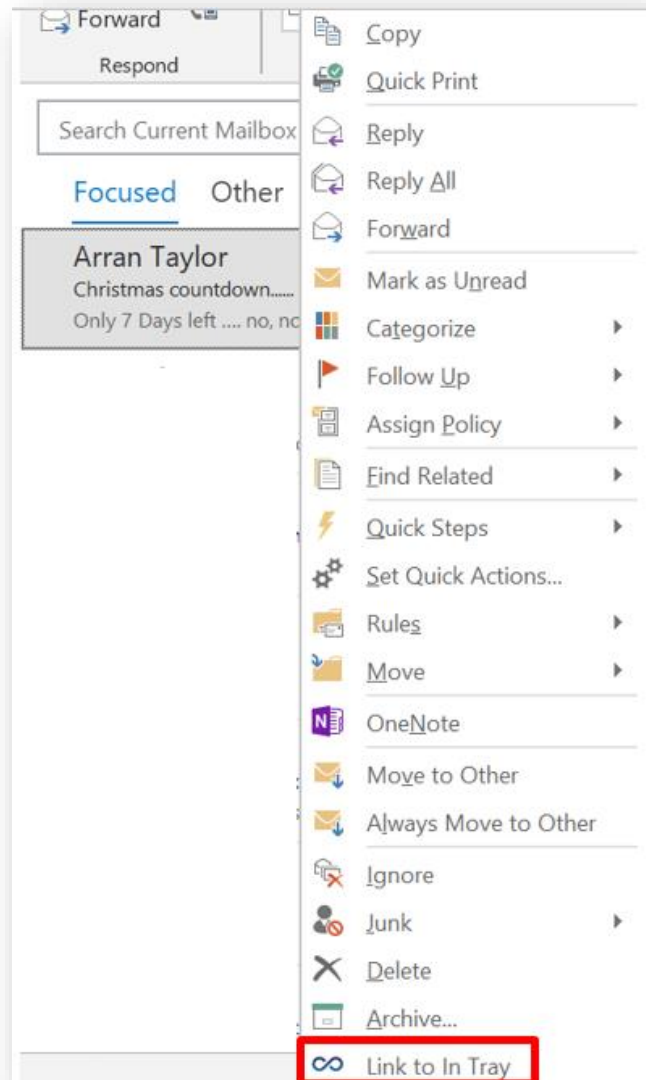 Forward
Respond
Search Current Mailbox
Focused Other
Arran Taylor
Christmas countdown......
Only 7 Days left .... no,
Copy
Quick Print
Reply
Reply All
Forward
Mark as Unread
Categorize
Follow Up
Assign Policy
Find Related
Quick Steps
Set Quick Actions...
Rules
Move
OneNote
Move to Other
Always Move to Other
Ignore
Junk
Delete
Archive...
Link to In Tray